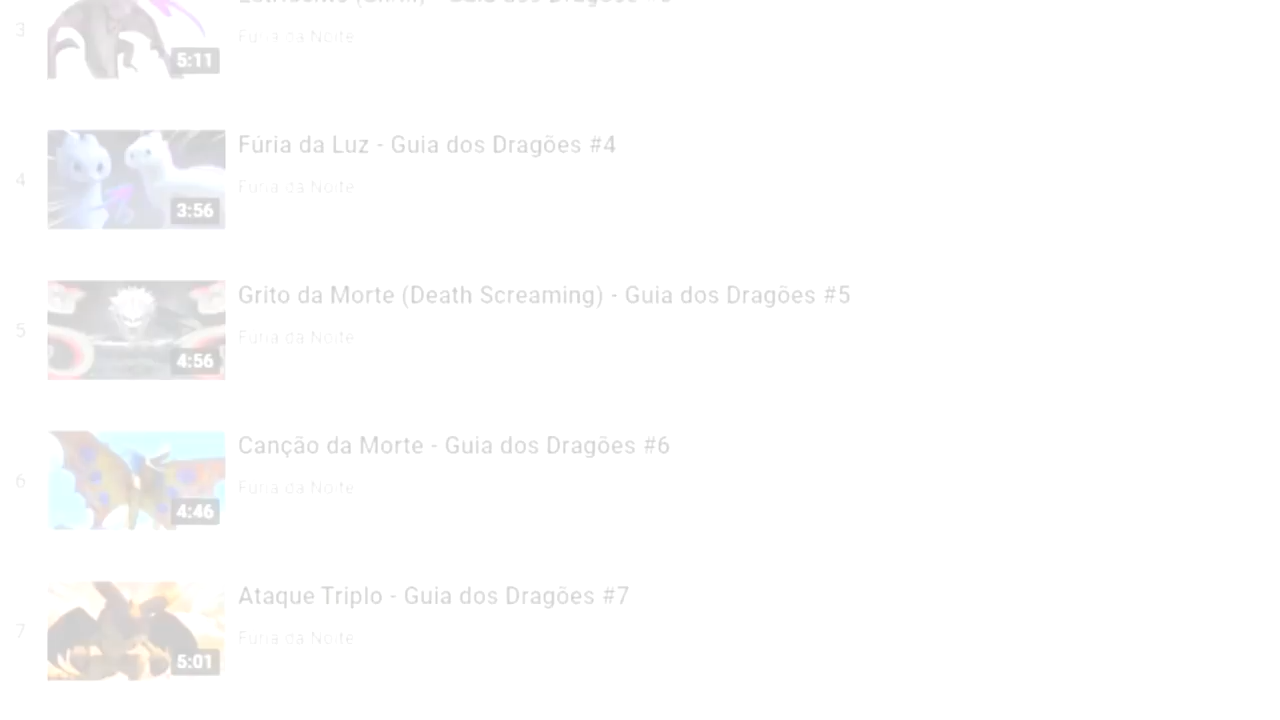 3
Guia dos Dragões
Fúria da Noite
5:11
Fúria da Luz - Guia dos Dragões #4
4
Fúria da Noite
3:56
Grito da Morte (Death Screaming) - Guia dos Dragões #5
5
Fúria da Noite
4:56
Canção da Morte - Guia dos Dragões #6
6
Fúria da Noite
4:46
Ataque Triplo - Guia dos Dragões #7
7
Fúria da Noite
5:01